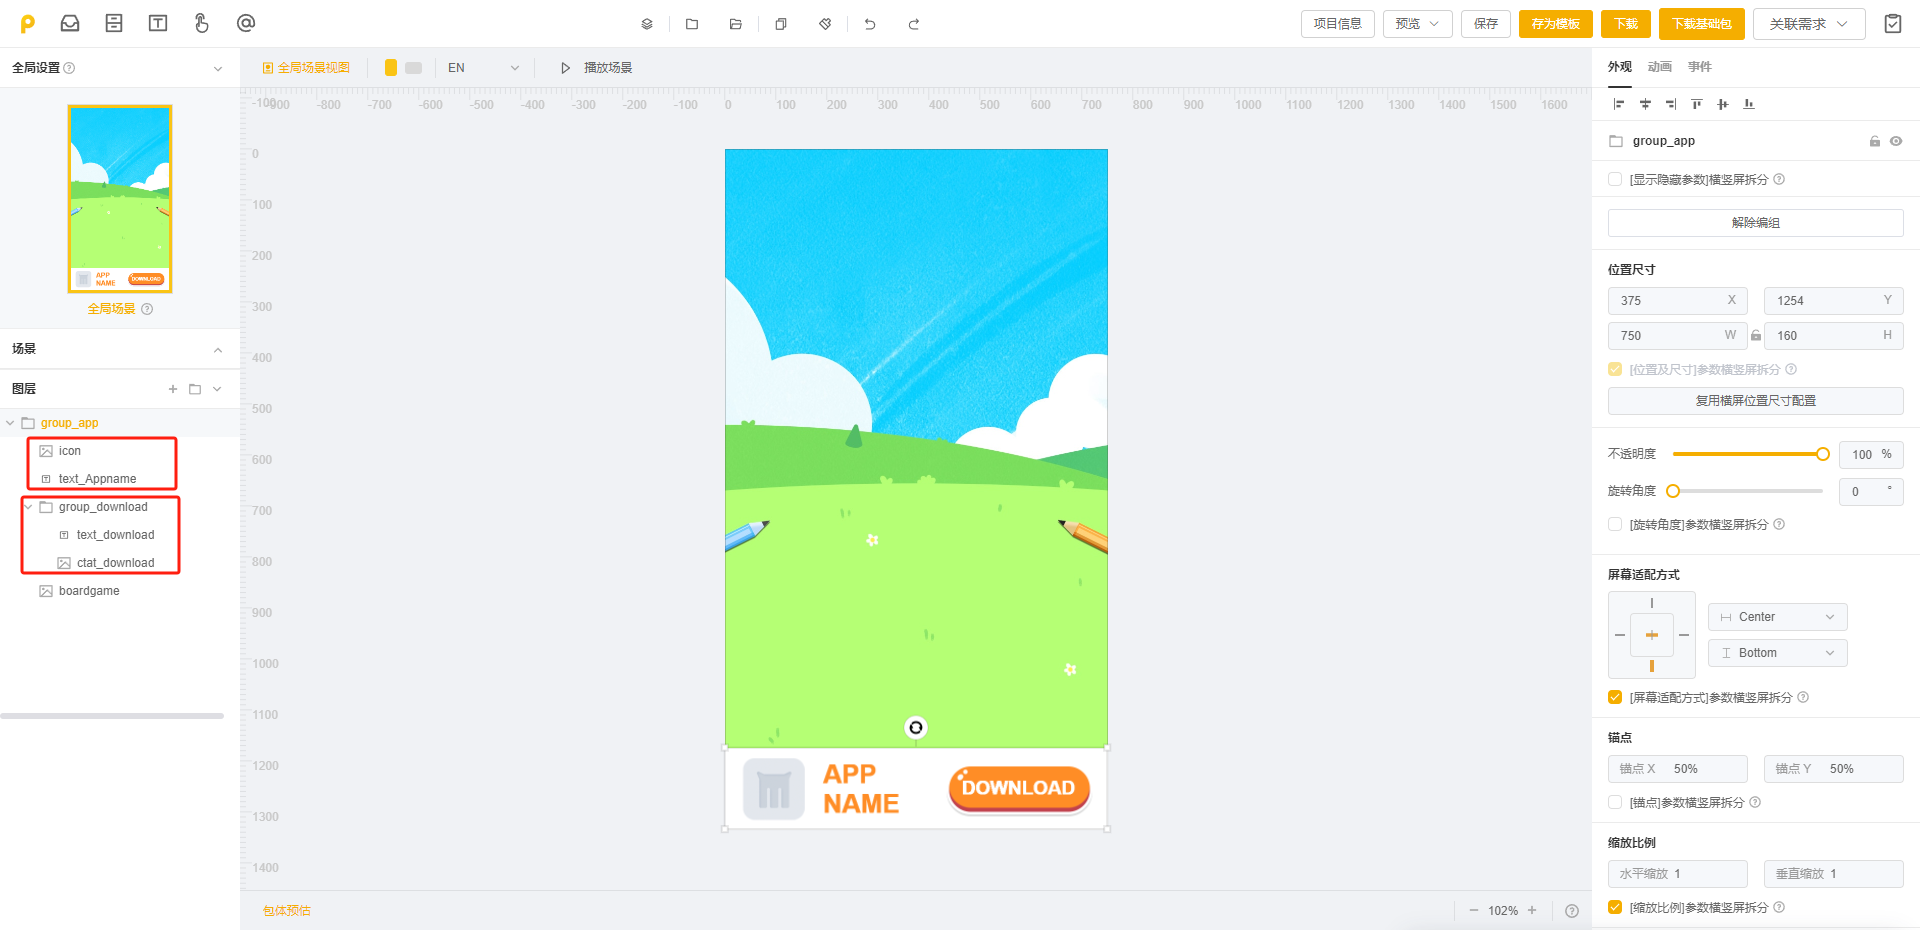 项目信息
预览
保存
存为模板
下载
下载基础包
关联需求
全局设置
APP
NAME
DOWNLOAD
全局场景
场景
图层
group_app
icon
text_Appname
group_download
text_download
ctat_download
boardgame
全局场景视图
EN
播放场景
-800 -700 -600 -500 -400 -300 -200 -100 0 100 200 300 400 500 600 700 800 900 1000 1100 1200 1300 1400 1500 1600
-100
0
100
200
300
400
500
600
700
800
900
1000
1100
1200
1300
1400
APP
NAME
DOWNLOAD
包体预估
102%
外观 动画 事件
group_app
[显示隐藏参数]横竖屏拆分
解除编组
位置尺寸
375 X 1254 Y
750 W 160 H
[位置及尺寸]参数横竖屏拆分
复用横屏位置尺寸配置
不透明度 100 %
旋转角度 0 °
[旋转角度]参数横竖屏拆分
屏幕适配方式
Center
Bottom
[屏幕适配方式]参数横竖屏拆分
锚点
锚点 X 50% 锚点 Y 50%
[锚点]参数横竖屏拆分
缩放比例
水平缩放 1 垂直缩放 1
[缩放比例]参数横竖屏拆分